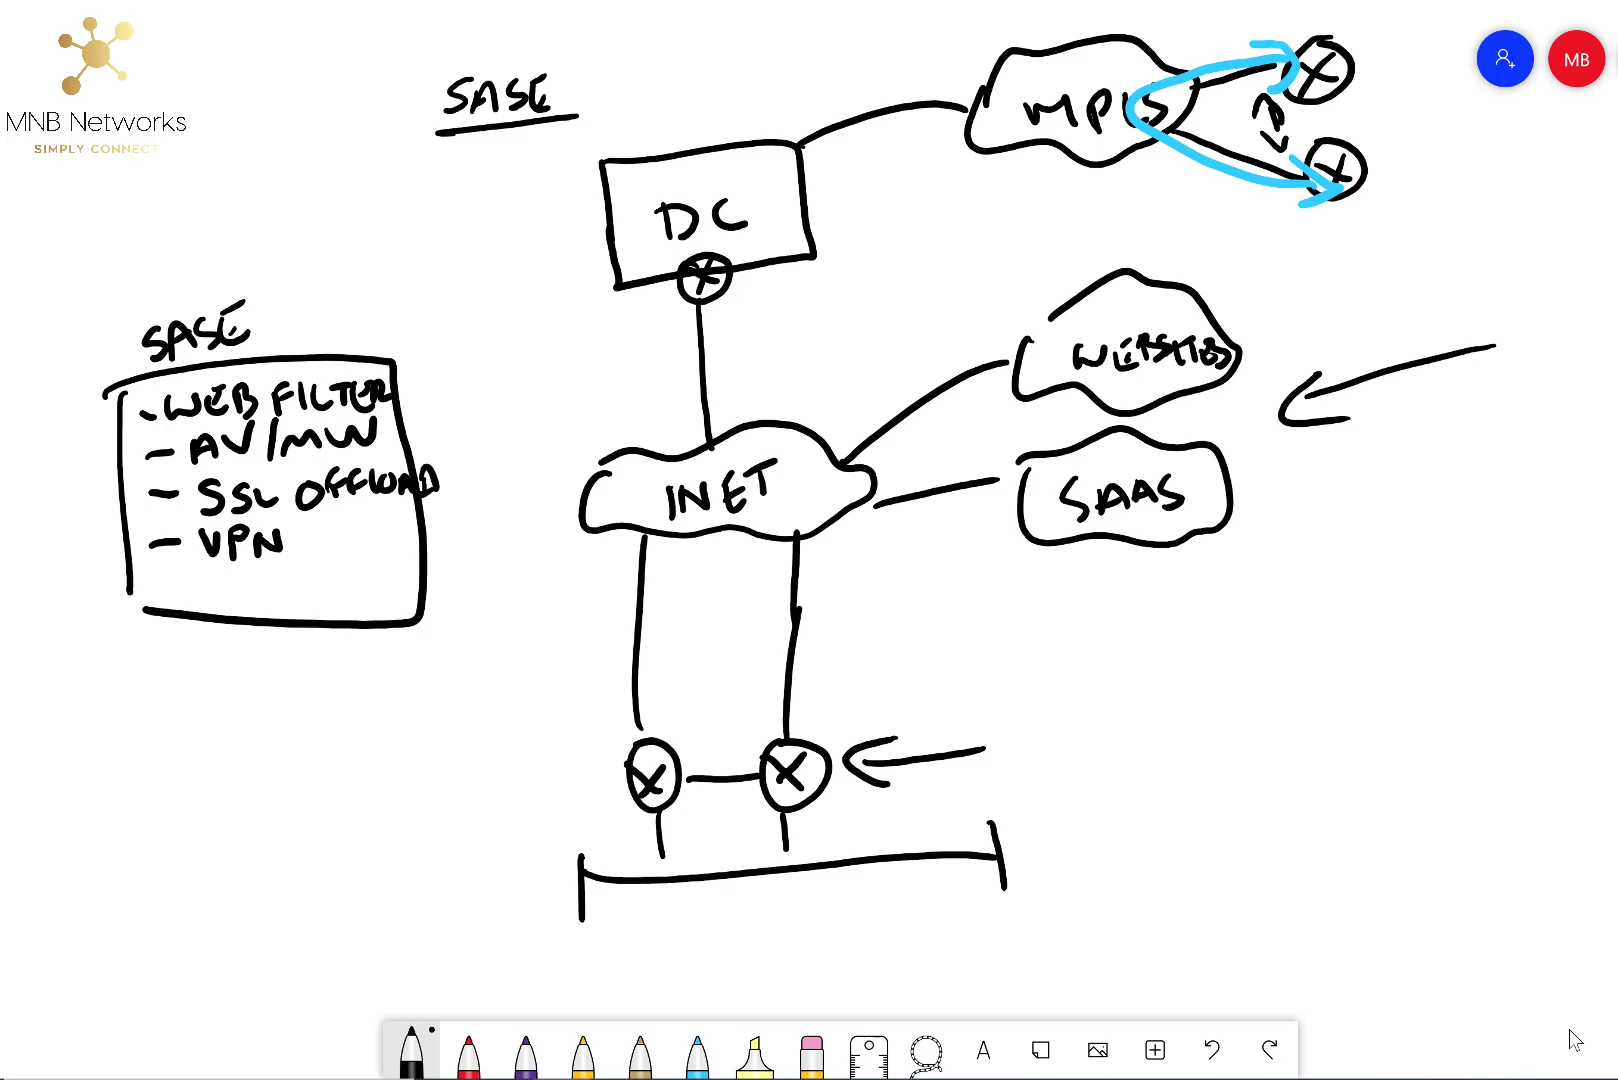 MNB Networks
SIMPLY CONNECT
SASE
MPLS
MB
DC
SASE
- WEB FILTER
- AV/MW
- SSL OFFLOAD
- VPN
WEBSITES
INET
SAAS
A